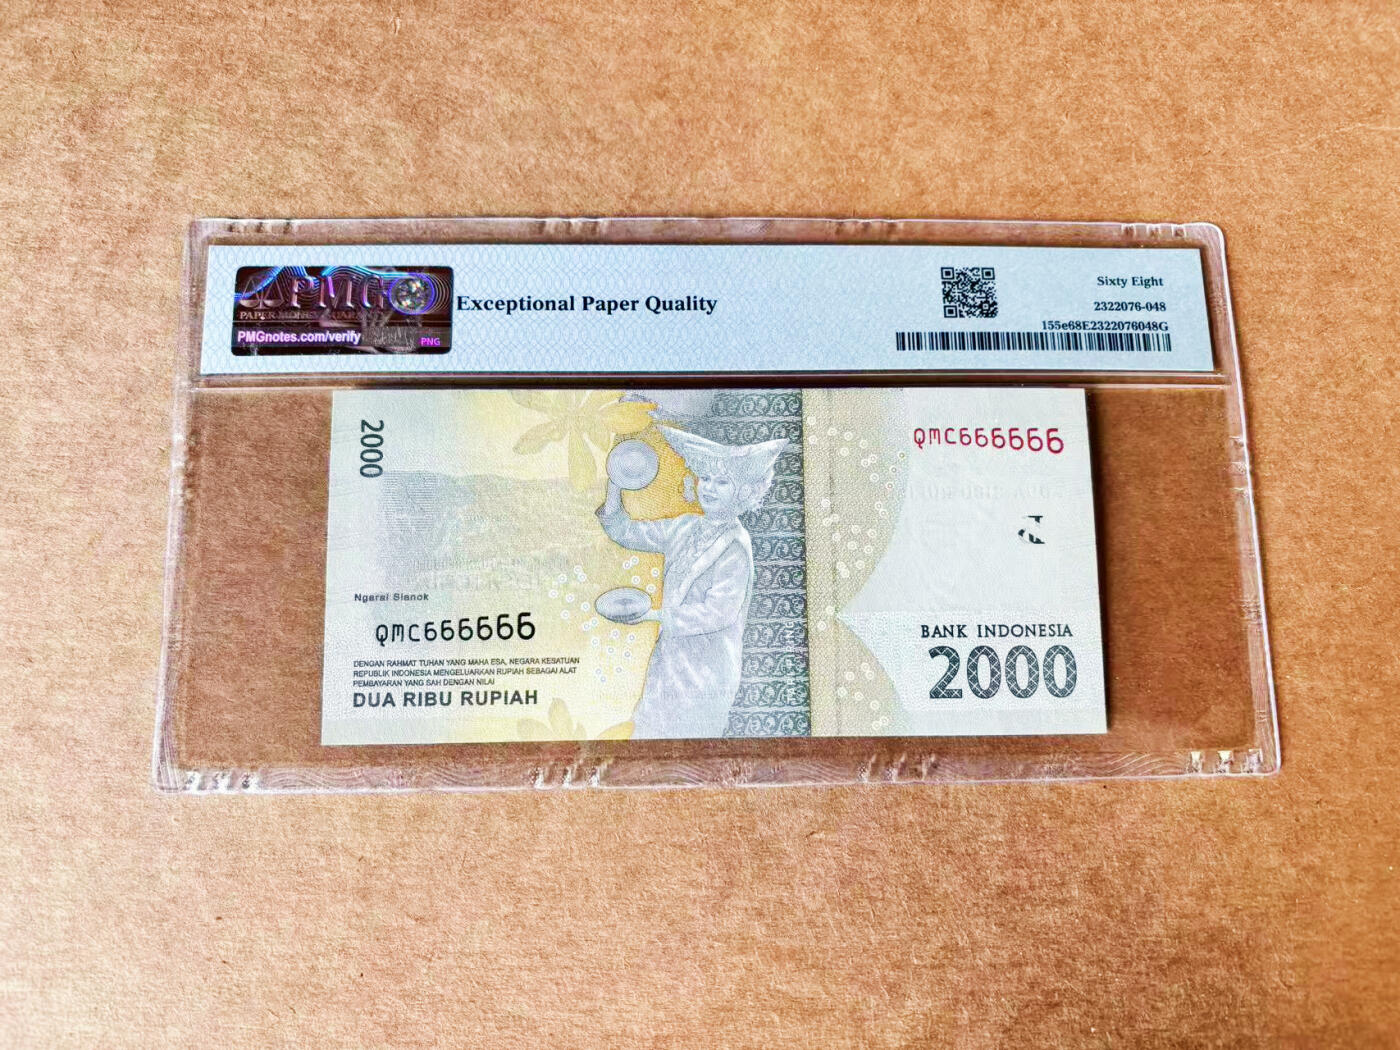 PMG
PAPER MONEY GUARANTY
PMGnotes.com/verify
PNG
Exceptional Paper Quality
Sixty Eight
2322076-048
155e68E2322076048G
2000
QMC666666
Ngarai Sianok
QMC666666
DENGAN RAHMAT TUHAN YANG MAHA ESA, NEGARA KESATUAN
REPUBLIK INDONESIA MENGELUARKAN RUPIAH SEBAGAI ALAT
PEMBAYARAN YANG SAH DENGAN NILAI
DUA RIBU RUPIAH
BANK INDONESIA
2000